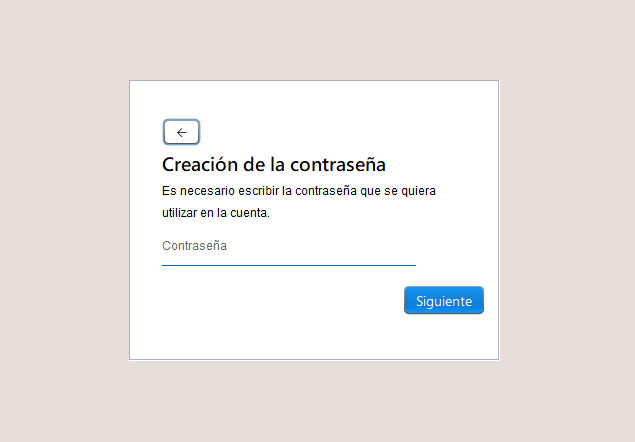 ←
Creación de la contraseña
Es necesario escribir la contraseña que se quiera
utilizar en la cuenta.
Contraseña
Siguiente